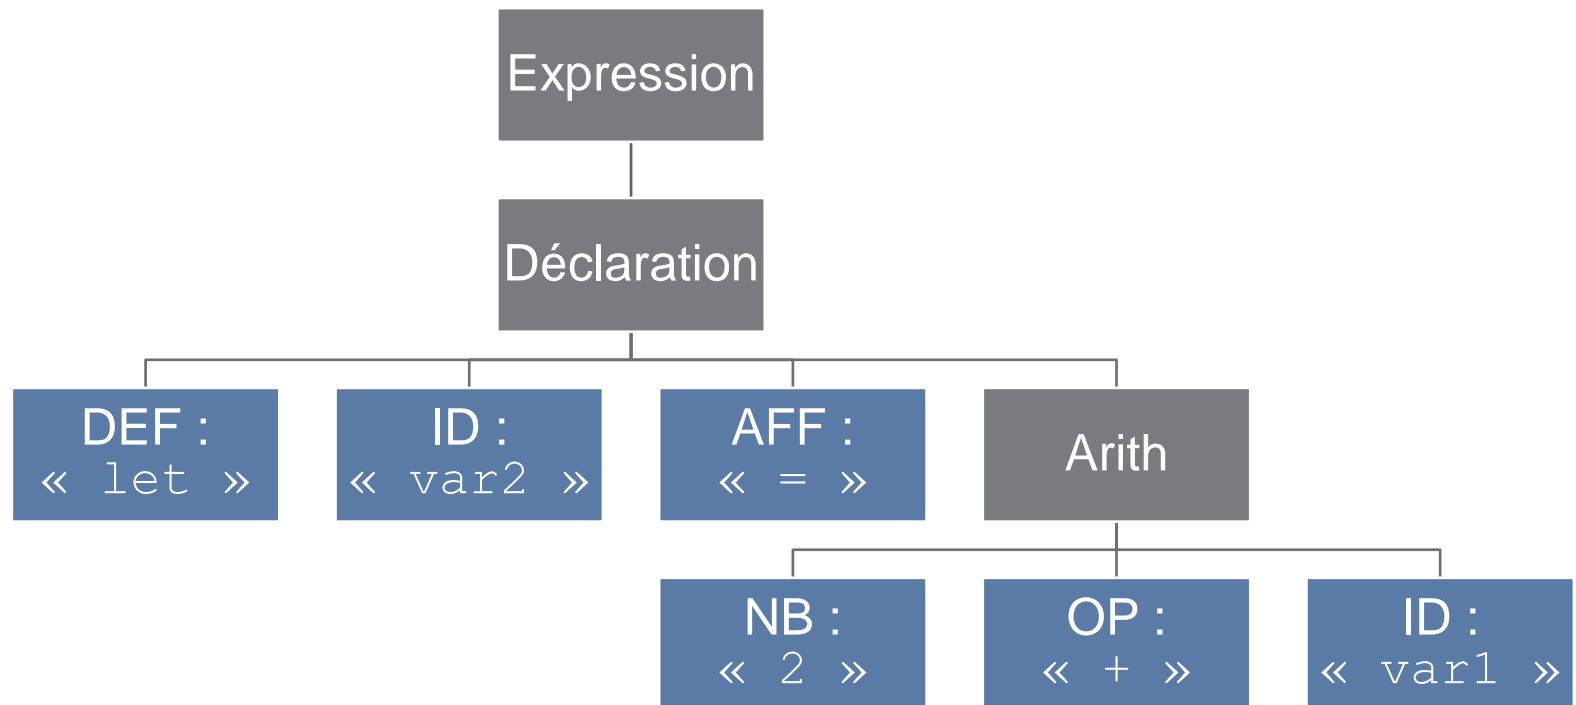 Expression
Déclaration
DEF :
« let »
ID :
« var2 »
AFF :
« = »
Arith
NB :
« 2 »
OP :
« + »
ID :
« var1 »